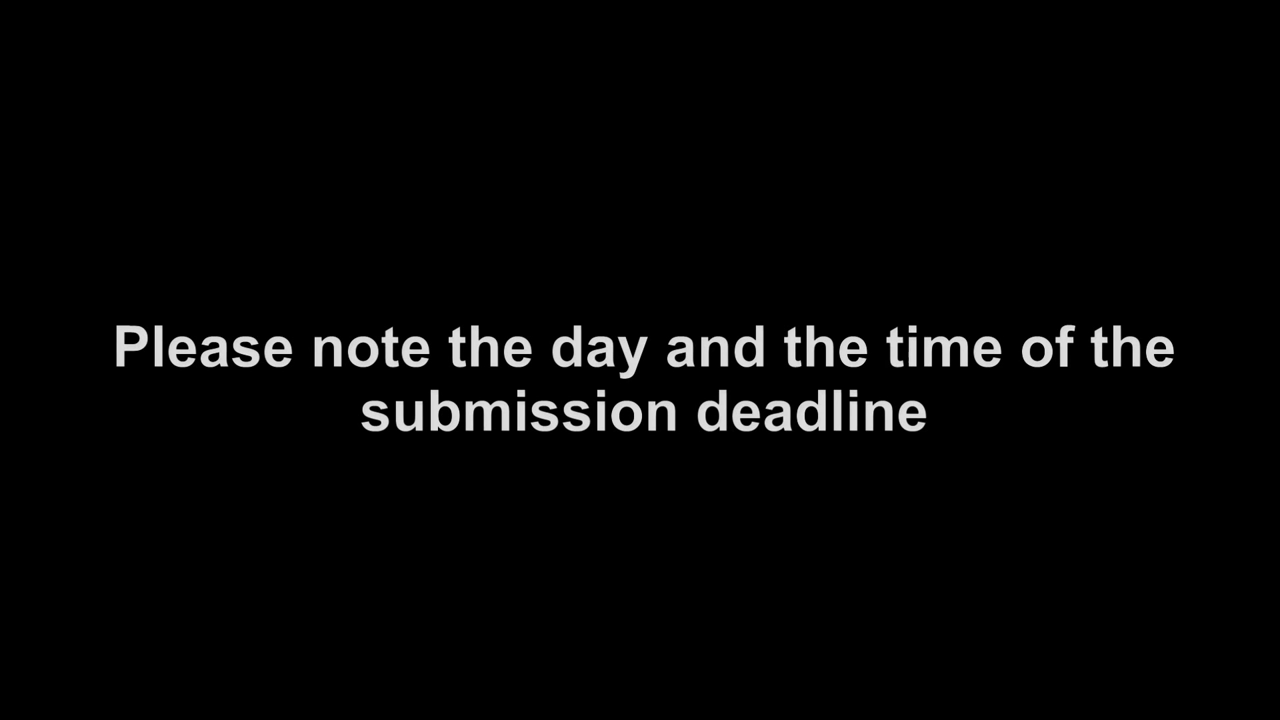 Please note the day and the time of the
submission deadline